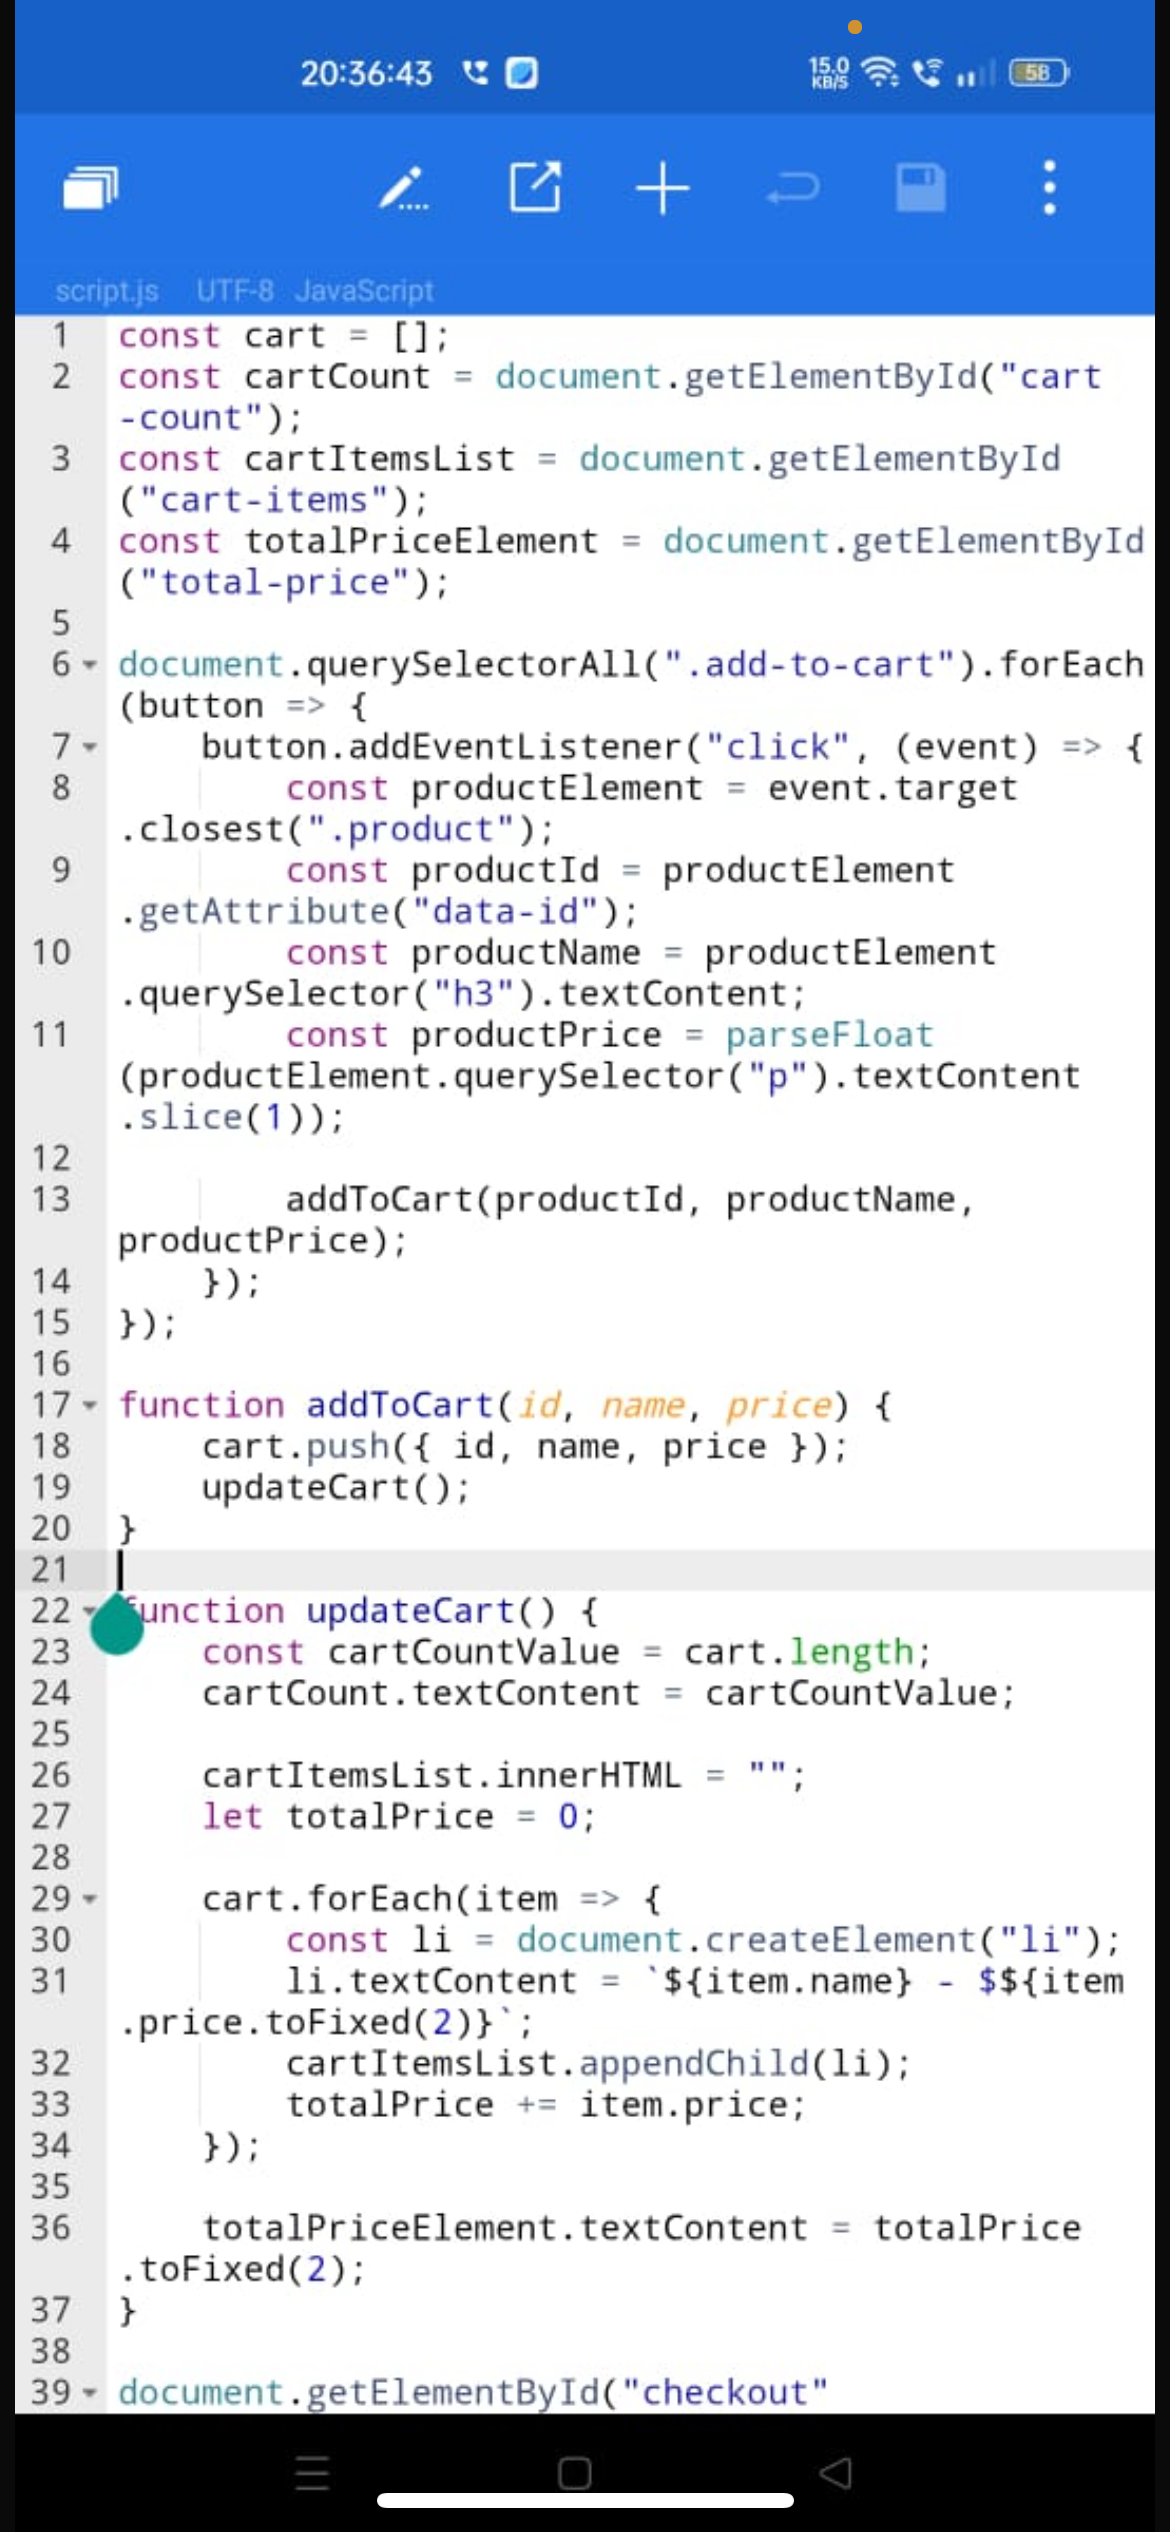 20:36:43
15.0 KB/S
58
script.js UTF-8 JavaScript
1 const cart = [];
2 const cartCount = document.getElementById("cart
-count");
3 const cartItemsList = document.getElementById
("cart-items");
4 const totalPriceElement = document.getElementById
("total-price");
5
6 document.querySelectorAll(".add-to-cart").forEach
(button => {
7     button.addEventListener("click", (event) => {
8         const productElement = event.target
.closest(".product");
9         const productId = productElement
.getAttribute("data-id");
10         const productName = productElement
.querySelector("h3").textContent;
11         const productPrice = parseFloat
(productElement.querySelector("p").textContent
.slice(1));
12
13         addToCart(productId, productName,
productPrice);
14     });
15 });
16
17 function addToCart(id, name, price) {
18     cart.push({ id, name, price });
19     updateCart();
20 }
21
22 function updateCart() {
23     const cartCountValue = cart.length;
24     cartCount.textContent = cartCountValue;
25
26     cartItemsList.innerHTML = "";
27     let totalPrice = 0;
28
29     cart.forEach(item => {
30         const li = document.createElement("li");
31         li.textContent = `${item.name} - $${item
.price.toFixed(2)}`;
32         cartItemsList.appendChild(li);
33         totalPrice += item.price;
34     });
35
36     totalPriceElement.textContent = totalPrice
.toFixed(2);
37 }
38
39 document.getElementById("checkout"